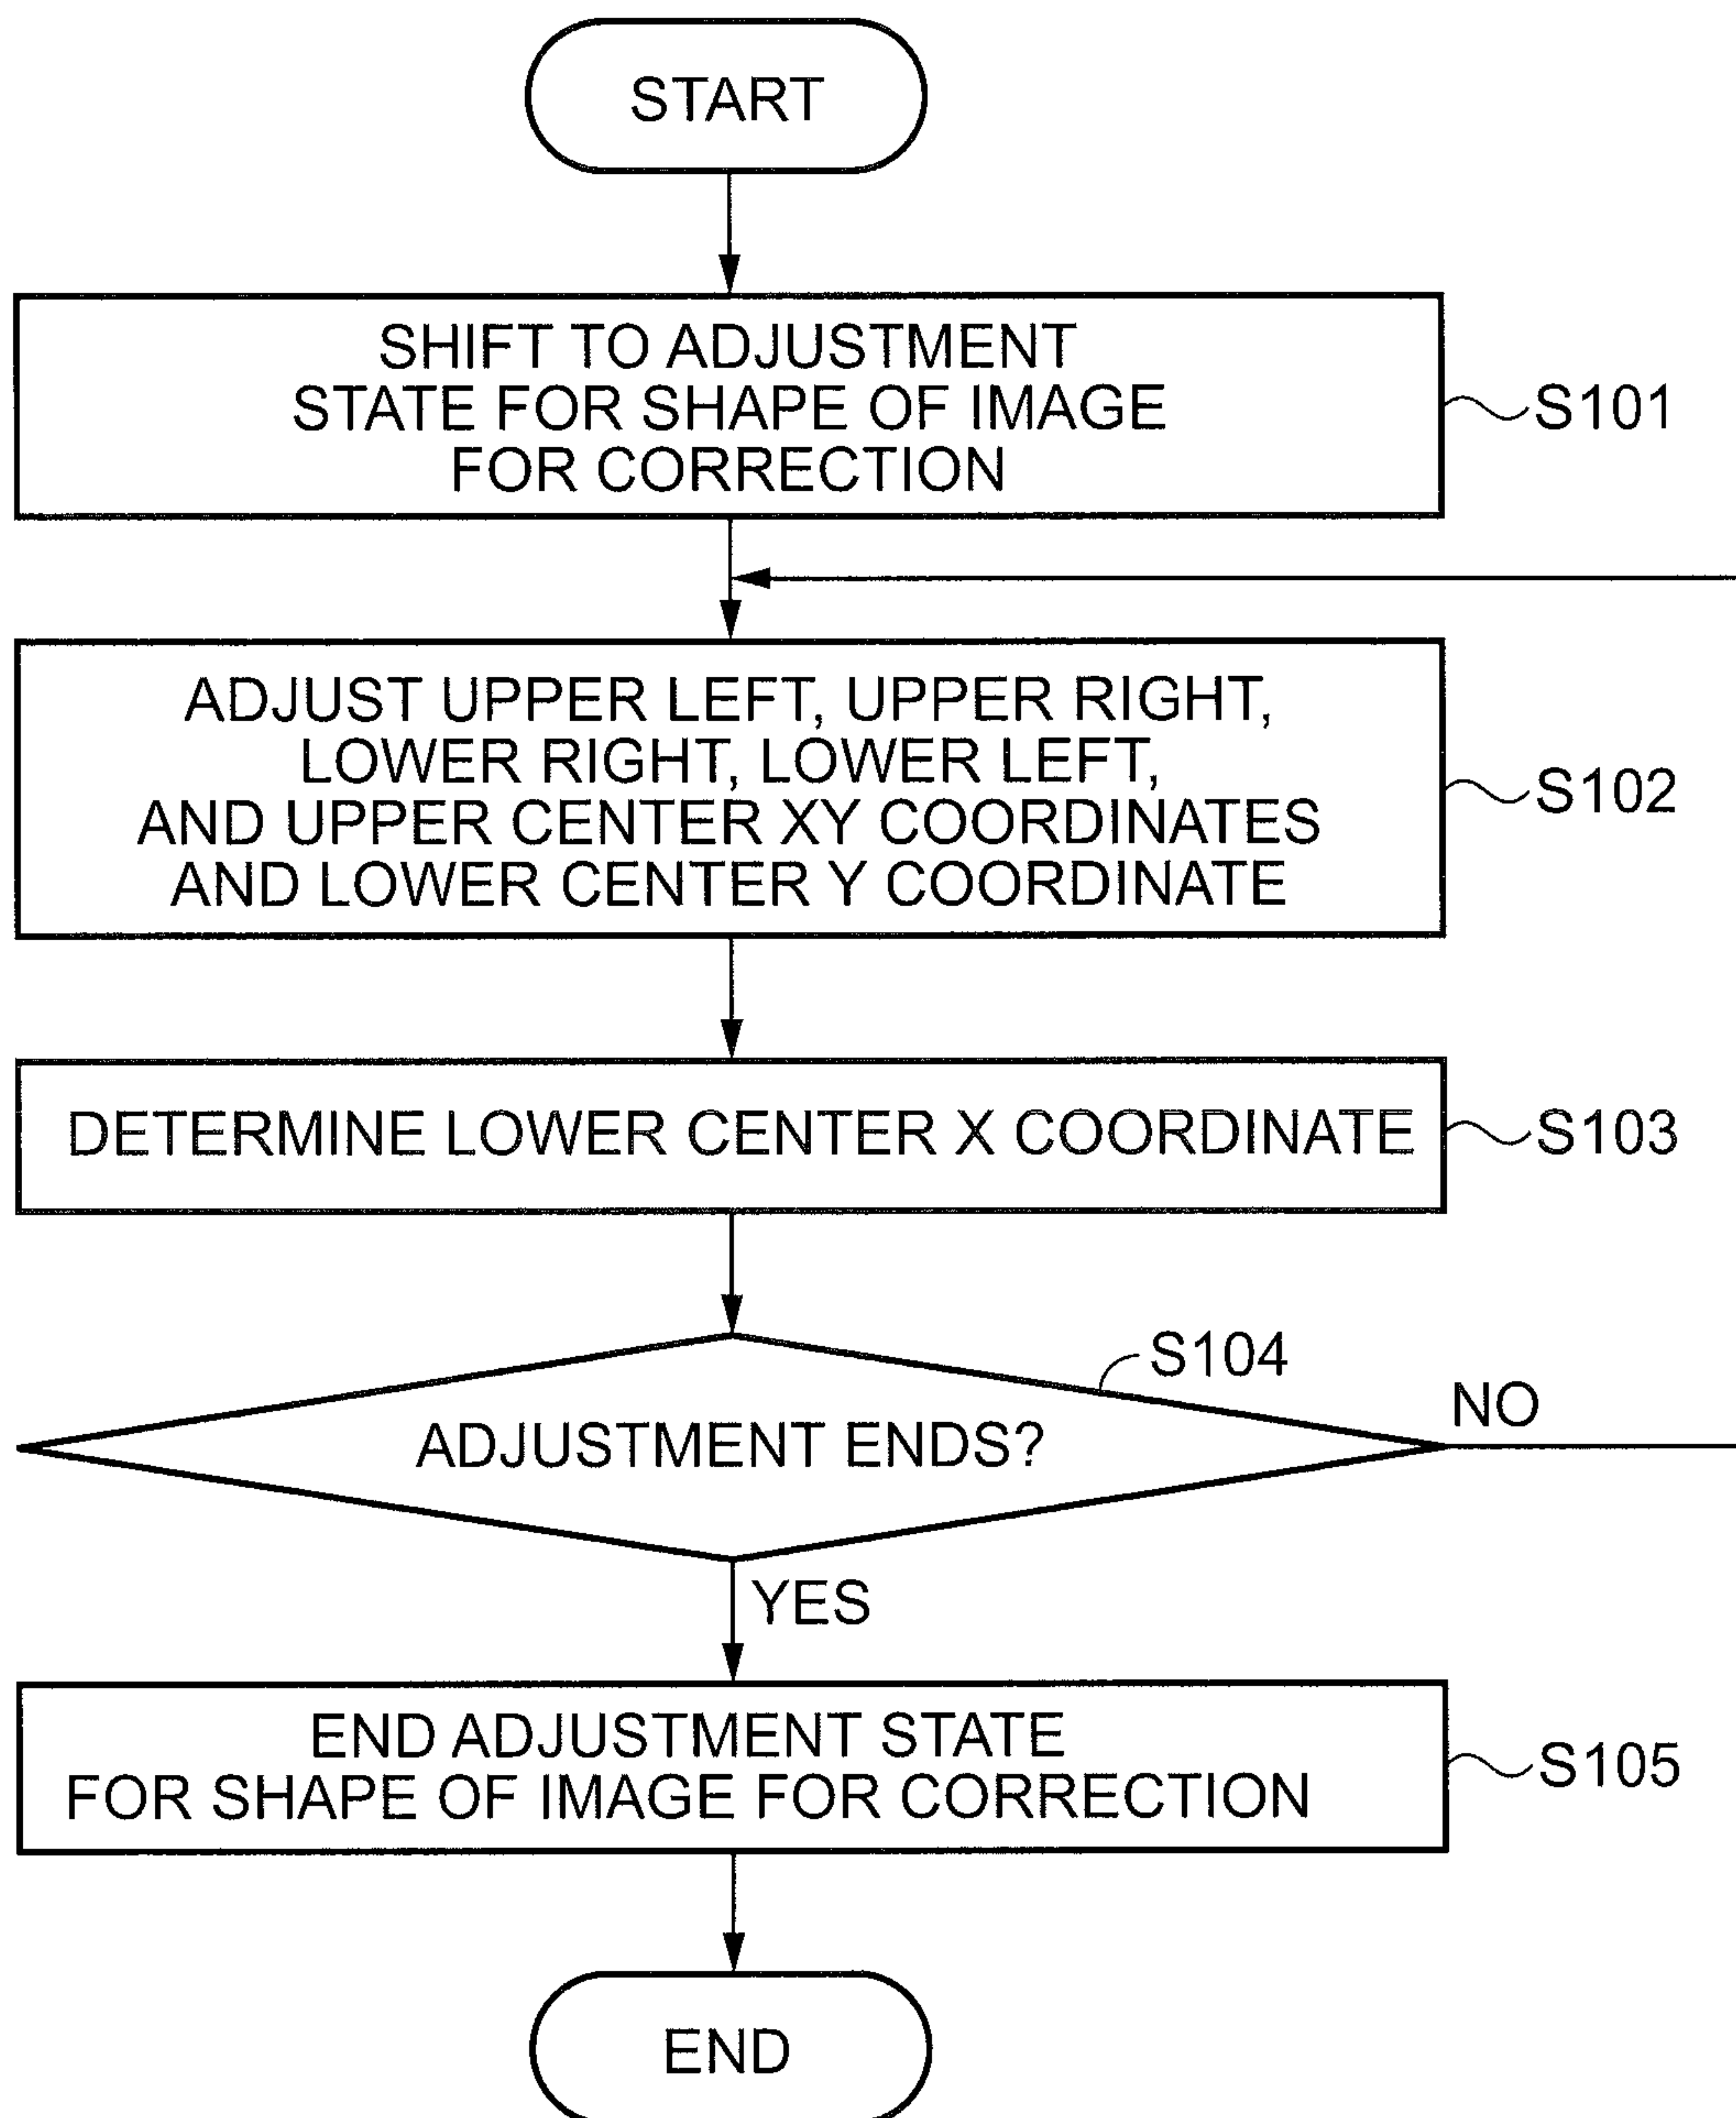 START
SHIFT TO ADJUSTMENT
STATE FOR SHAPE OF IMAGE
FOR CORRECTION
S101
ADJUST UPPER LEFT, UPPER RIGHT,
LOWER RIGHT, LOWER LEFT,
AND UPPER CENTER XY COORDINATES
AND LOWER CENTER Y COORDINATE
S102
DETERMINE LOWER CENTER X COORDINATE
S103
S104
ADJUSTMENT ENDS?
NO
YES
END ADJUSTMENT STATE
FOR SHAPE OF IMAGE FOR CORRECTION
S105
END